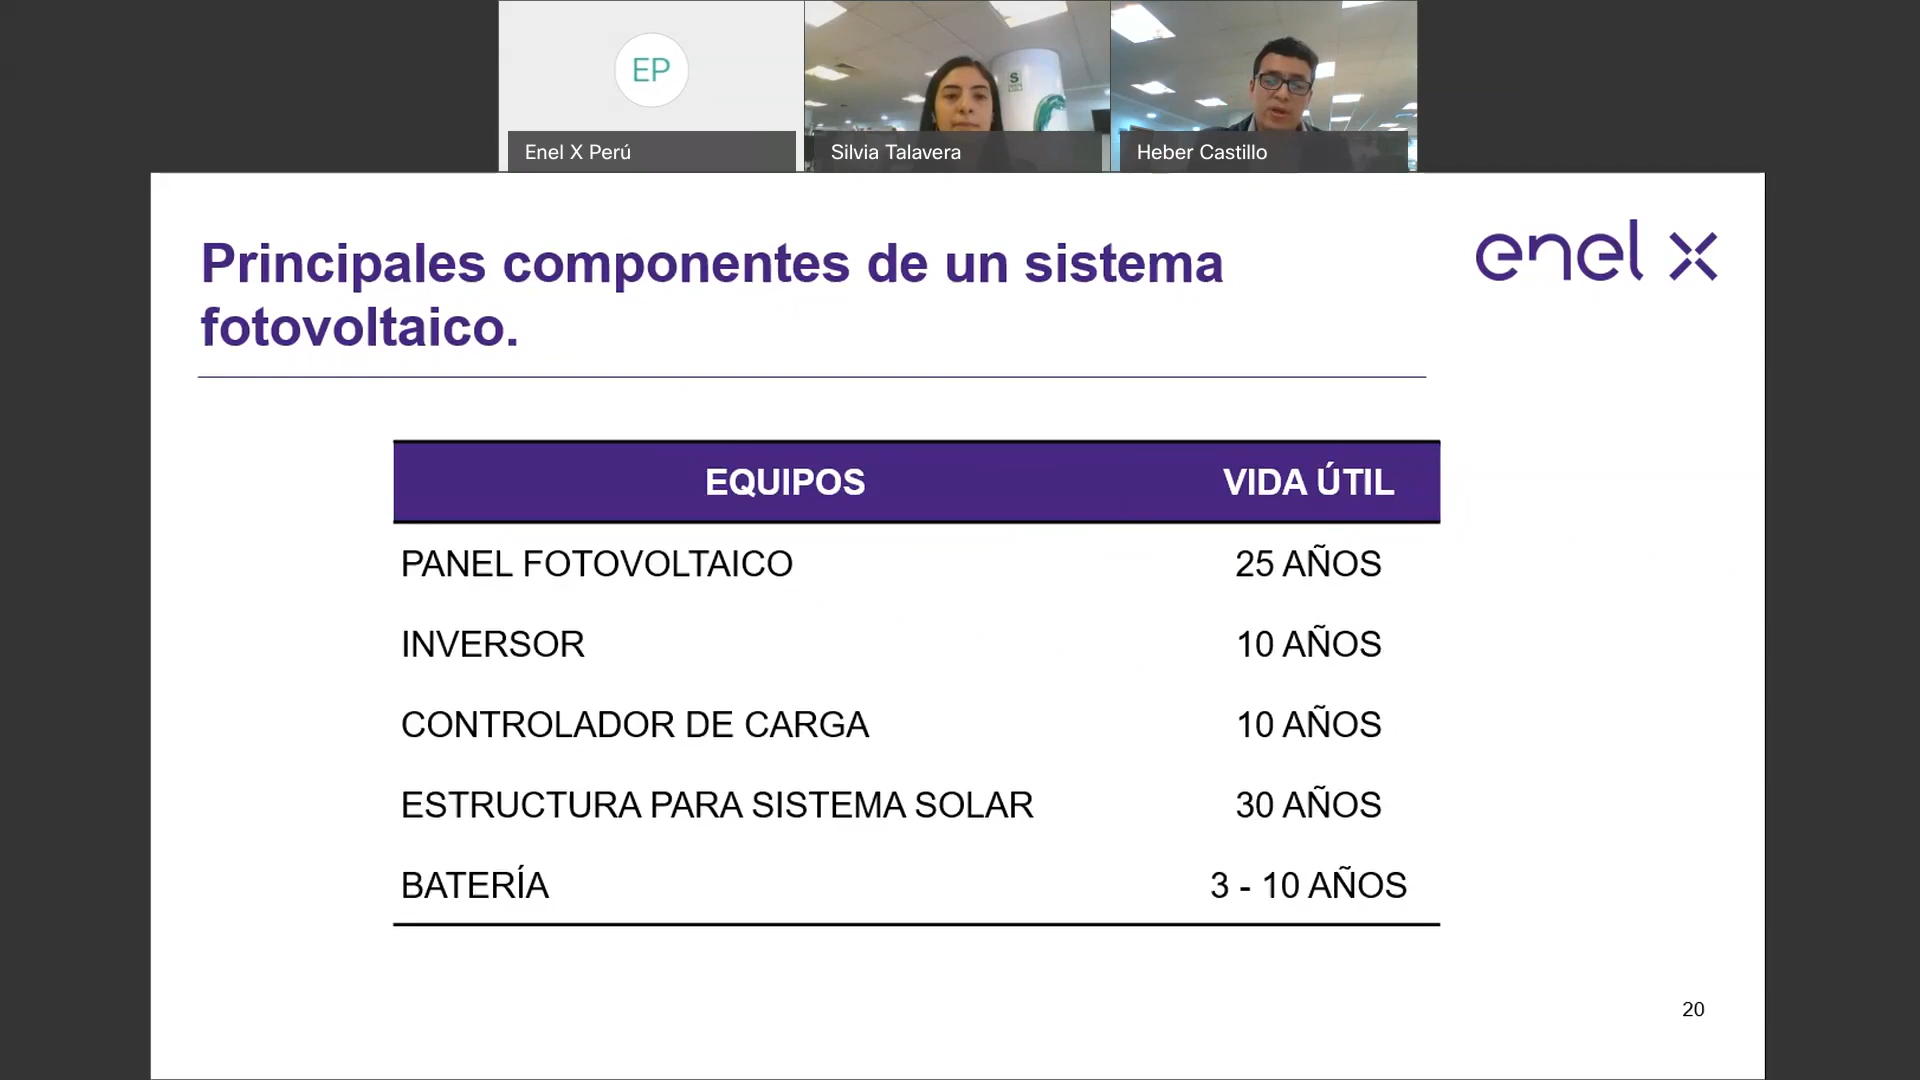 EP
Enel X Perú
Silvia Talavera
Heber Castillo
Principales componentes de un sistema
fotovoltaico.
enel x
EQUIPOS VIDA ÚTIL
PANEL FOTOVOLTAICO 25 AÑOS
INVERSOR 10 AÑOS
CONTROLADOR DE CARGA 10 AÑOS
ESTRUCTURA PARA SISTEMA SOLAR 30 AÑOS
BATERÍA 3 - 10 AÑOS
20